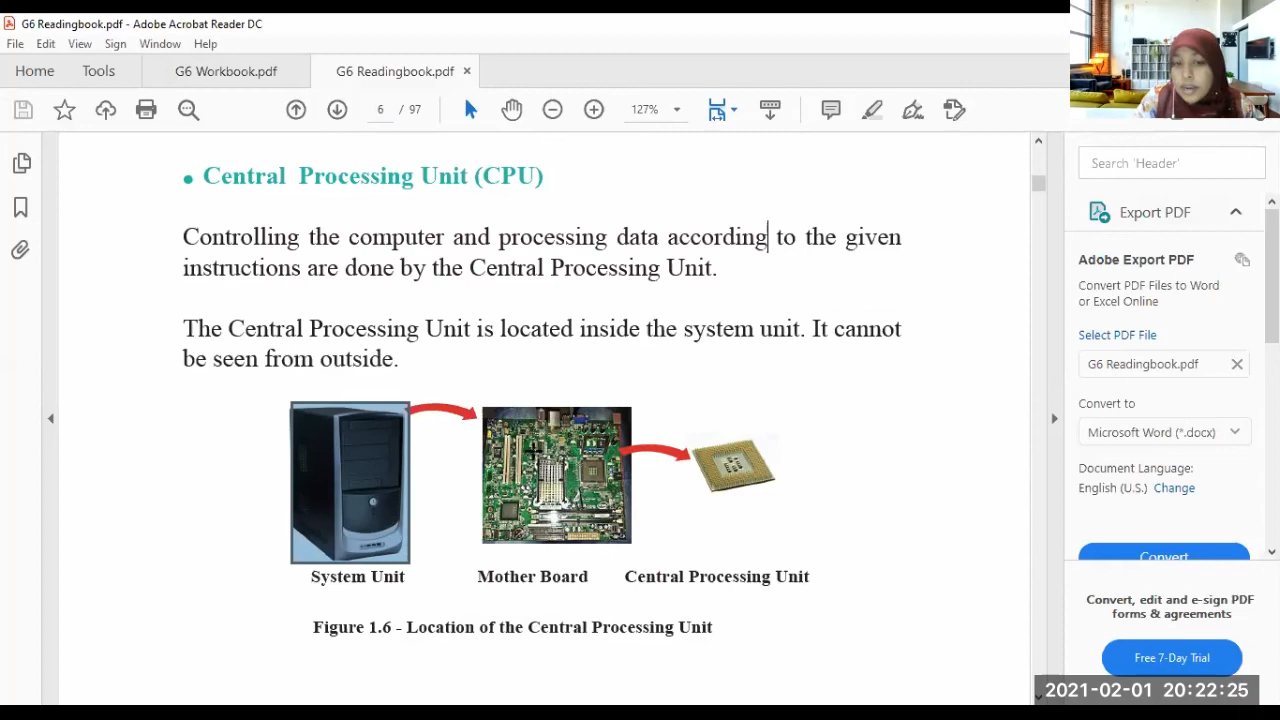 G6 Readingbook.pdf - Adobe Acrobat Reader DC
File Edit View Sign Window Help
Home Tools G6 Workbook.pdf G6 Readingbook.pdf ×
6 / 97 127%
• Central Processing Unit (CPU)
Controlling the computer and processing data according to the given
instructions are done by the Central Processing Unit.
The Central Processing Unit is located inside the system unit. It cannot
be seen from outside.
System Unit Mother Board Central Processing Unit
Figure 1.6 - Location of the Central Processing Unit
Search 'Header'
Export PDF
Adobe Export PDF
Convert PDF Files to Word
or Excel Online
Select PDF File
G6 Readingbook.pdf
Convert to
Microsoft Word (*.docx)
Document Language:
English (U.S.) Change
Convert
Convert, edit and e-sign PDF
forms & agreements
Free 7-Day Trial
2021-02-01 20:22:25